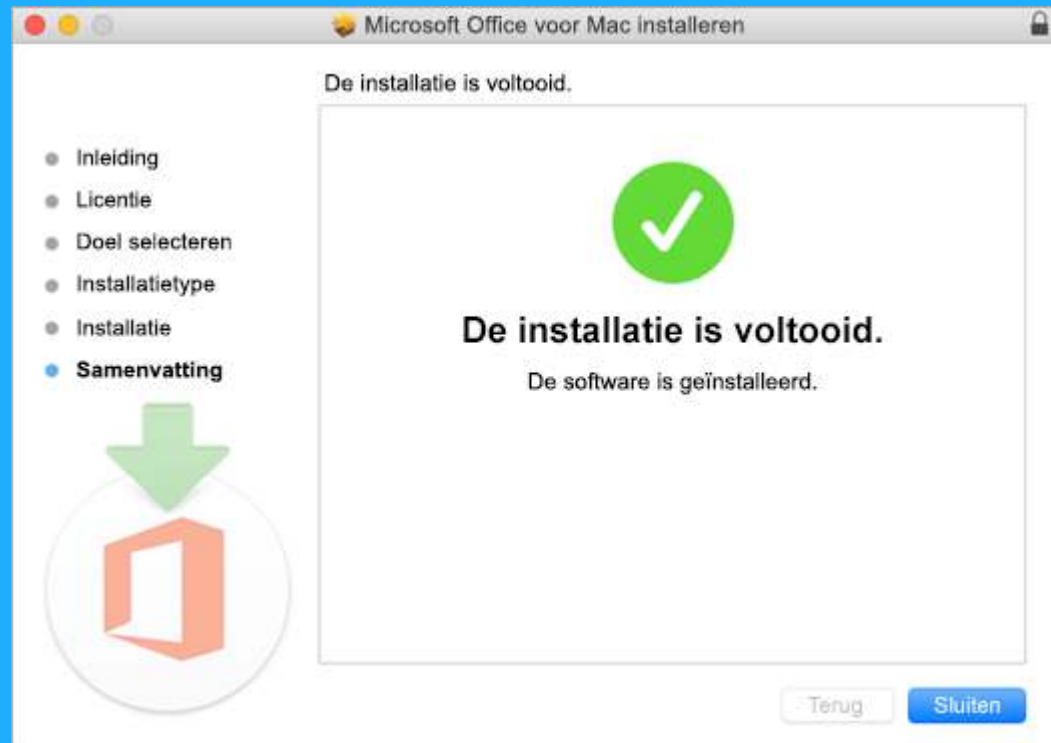 Microsoft Office voor Mac installeren
De installatie is voltooid.
Inleiding
Licentie
Doel selecteren
Installatietype
Installatie
Samenvatting
De installatie is voltooid.
De software is geïnstalleerd.
Terug
Sluiten